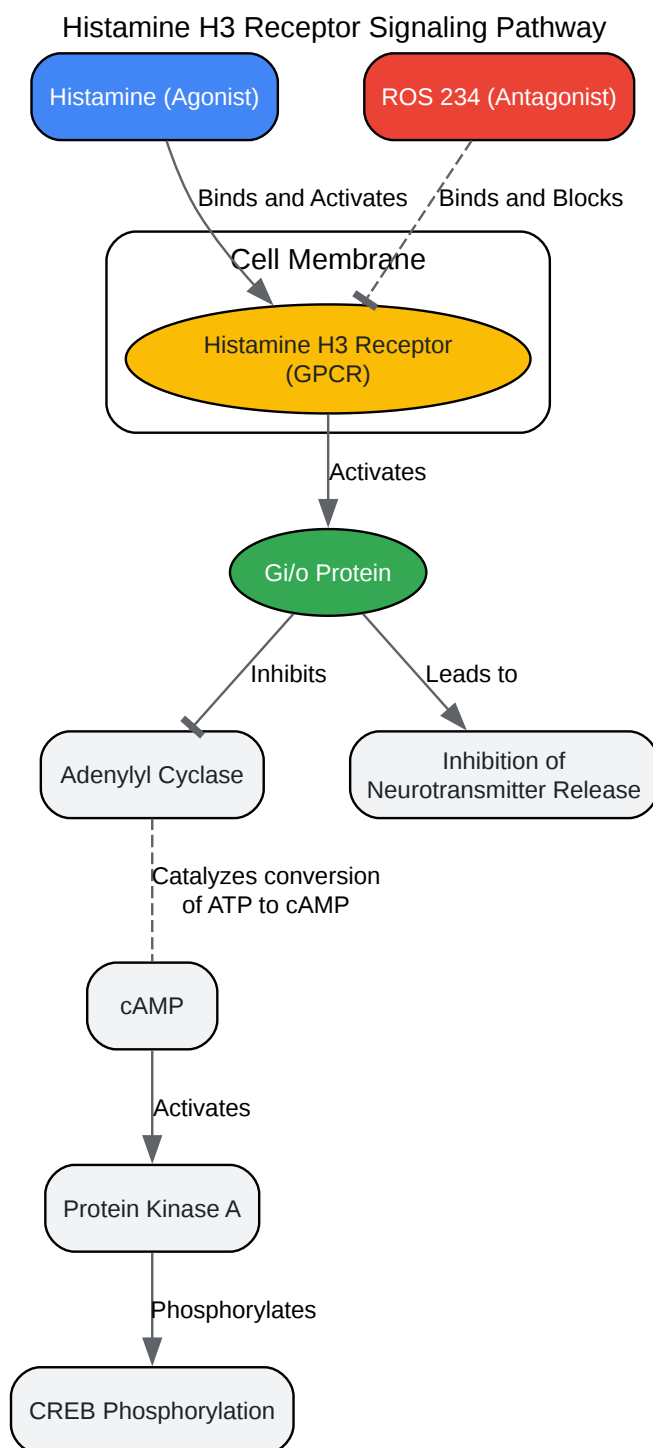 Histamine H3 Receptor Signaling Pathway
Histamine (Agonist)
ROS 234 (Antagonist)
Binds and Activates
Binds and Blocks
Cell Membrane
Histamine H3 Receptor
(GPCR)
Activates
Gi/o Protein
Inhibits
Leads to
Adenylyl Cyclase
Inhibition of
Neurotransmitter Release
Catalyzes conversion
of ATP to cAMP
cAMP
Activates
Protein Kinase A
Phosphorylates
CREB Phosphorylation